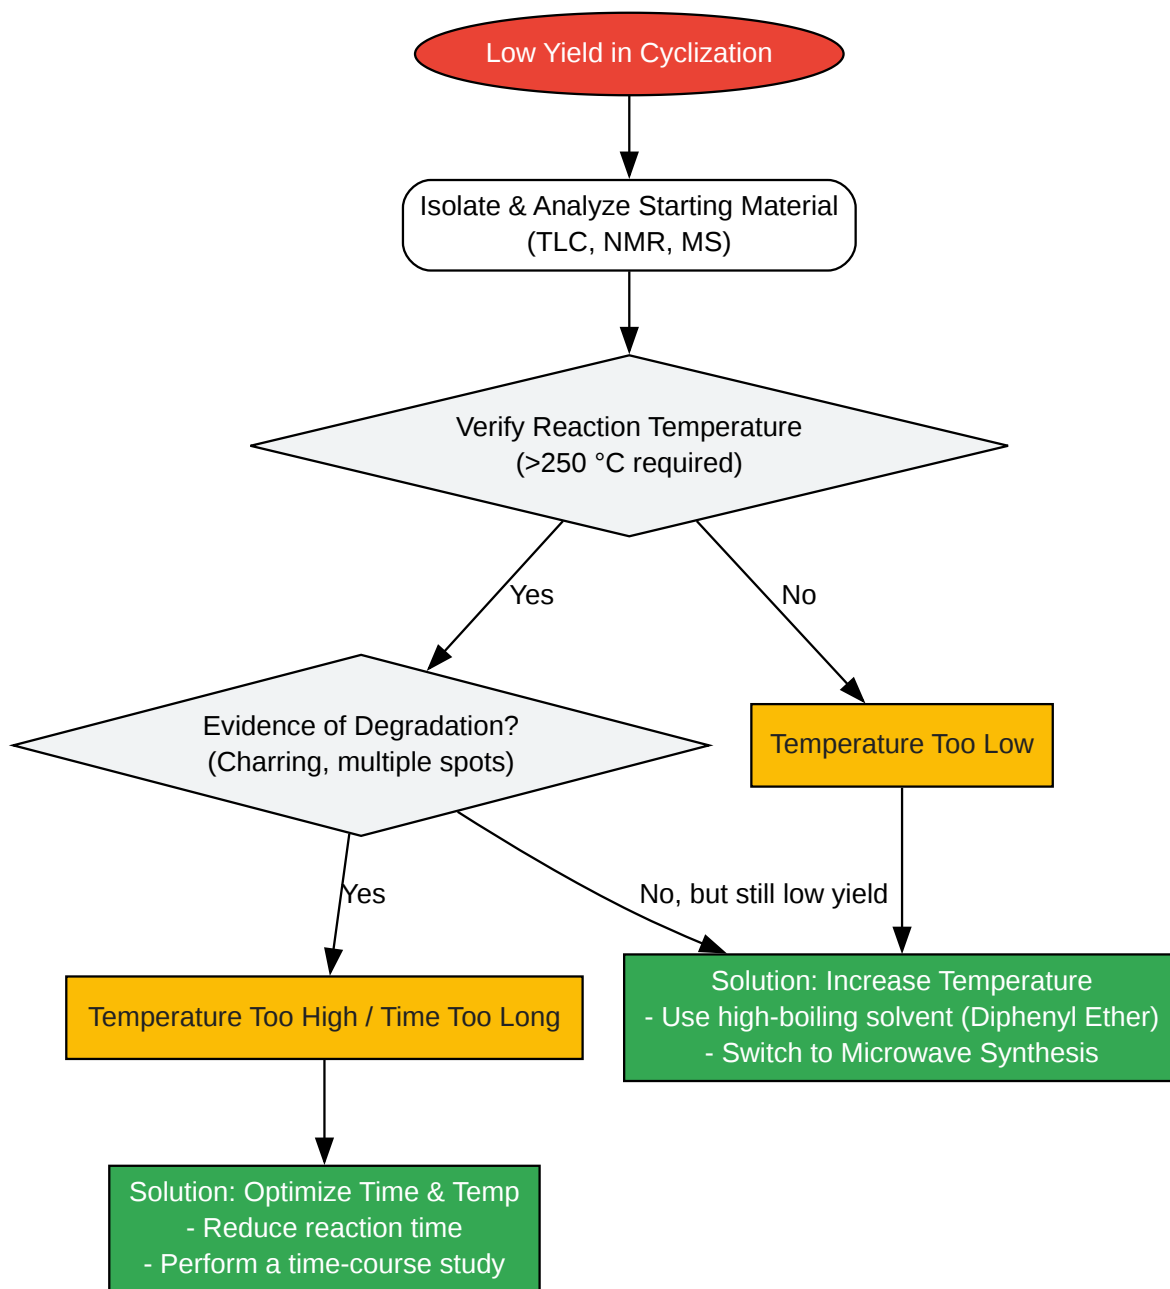 Low Yield in Cyclization
Isolate & Analyze Starting Material
(TLC, NMR, MS)
Verify Reaction Temperature
(>250 °C required)
Yes
No
Evidence of Degradation?
(Charring, multiple spots)
Temperature Too Low
Yes
No, but still low yield
Temperature Too High / Time Too Long
Solution: Increase Temperature
- Use high-boiling solvent (Diphenyl Ether)
- Switch to Microwave Synthesis
Solution: Optimize Time & Temp
- Reduce reaction time
- Perform a time-course study